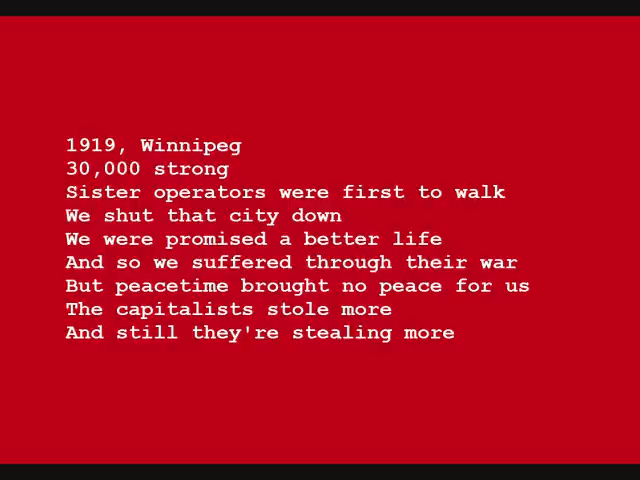 1919, Winnipeg
30,000 strong
Sister operators were first to walk
We shut that city down
We were promised a better life
And so we suffered through their war
But peacetime brought no peace for us
The capitalists stole more
And still they're stealing more